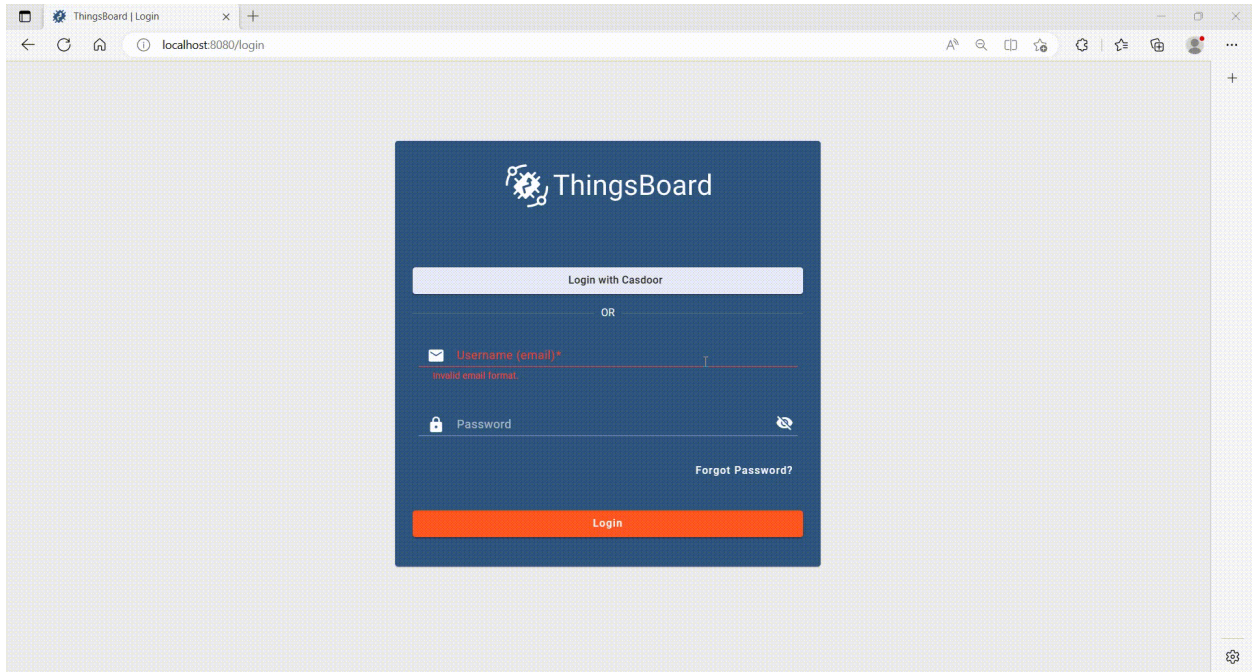 ThingsBoard | Login
localhost:8080/login
ThingsBoard
Login with Casdoor
OR
Username (email)*
Invalid email format.
Password
Forgot Password?
Login